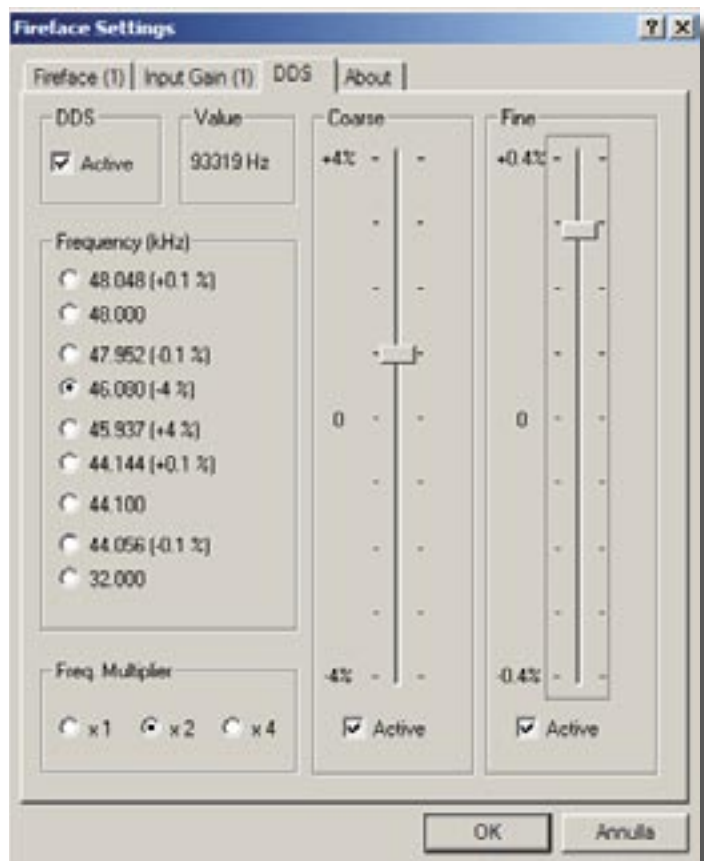 Fireface Settings
Fireface (1) Input Gain (1) DDS About
DDS
Active
Value
93319 Hz
Frequency (kHz)
48.048 (+0.1 %)
48.000
47.952 (-0.1 %)
46.080 (-4 %)
45.937 (+4 %)
44.144 (+0.1 %)
44.100
44.056 (-0.1 %)
32.000
Freq. Multiplier
x 1 x 2 x 4
Coarse
+4%
0
-4%
Active
Fine
+0.4%
0
-0.4%
Active
OK Annulla